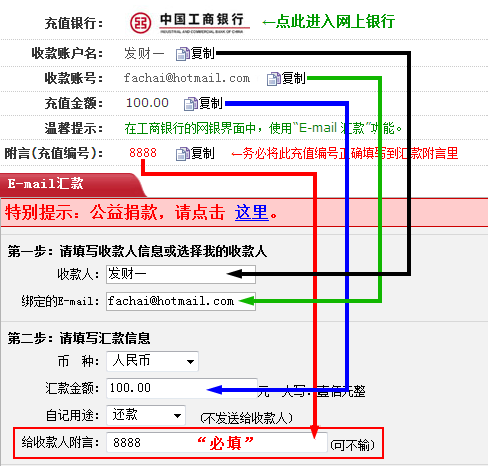 充值银行： 中国工商银行 ←点此进入网上银行
INDUSTRIAL AND COMMERCIAL BANK OF CHINA
收款账户名： 发财一 复制
收款账号： fachai@hotmail.com 复制
充值金额： 100.00 复制
温馨提示： 在工商银行的网银界面中，使用“E-mail 汇款”功能。
附言(充值编号)： 8888 复制 ←务必将此充值编号正确填写到汇款附言里
E-mail汇款
特别提示：公益捐款，请点击 这里。
第一步：请填写收款人信息或选择我的收款人
收款人： 发财一
绑定的E-mail： fachai@hotmail.com
第二步：请填写汇款信息
币 种： 人民币
汇款金额： 100.00 元 大写：壹佰元整
自记用途： 还款 (不发送给收款人)
给收款人附言： 8888 “必填” (可不输)